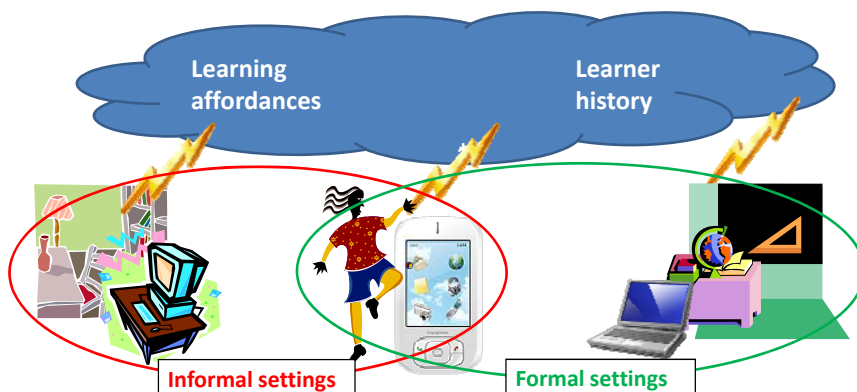 Learning
affordances
Learner
history
Informal settings
Formal settings